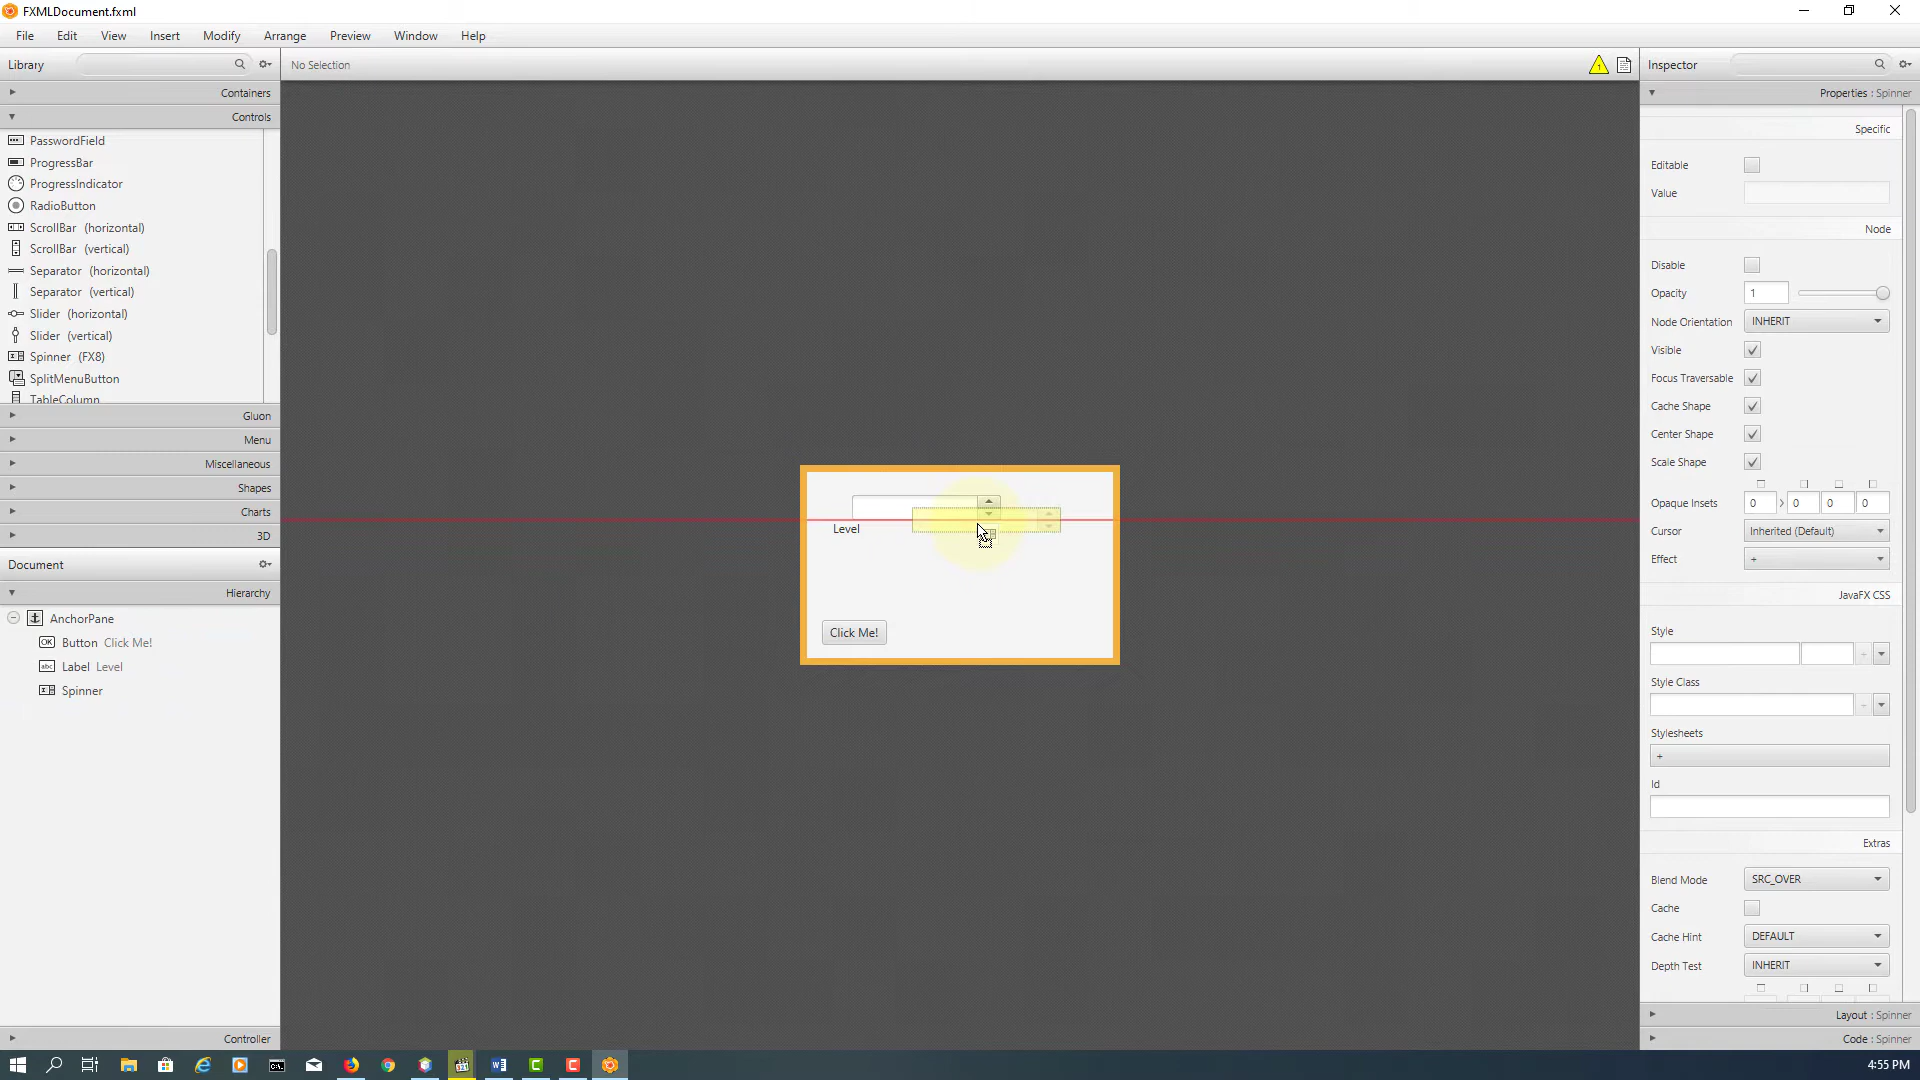 FXMLDocument.fxml
File Edit View Insert Modify Arrange Preview Window Help
Library
No Selection
Inspector
Containers
Controls
PasswordField
ProgressBar
ProgressIndicator
RadioButton
ScrollBar (horizontal)
ScrollBar (vertical)
Separator (horizontal)
Separator (vertical)
Slider (horizontal)
Slider (vertical)
Spinner (FX8)
SplitMenuButton
TableColumn
Gluon
Menu
Miscellaneous
Shapes
Charts
3D
Document
Hierarchy
AnchorPane
OK Button Click Me!
abc Label Level
Spinner
Controller
Level
Click Me!
Properties : Spinner
Specific
Editable
Value
Node
Disable
Opacity 1
Node Orientation INHERIT
Visible
Focus Traversable
Cache Shape
Center Shape
Scale Shape
Opaque Insets 0 0 0 0
Cursor Inherited (Default)
Effect +
JavaFX CSS
Style
Style Class
Stylesheets
+
Id
Extras
Blend Mode SRC_OVER
Cache
Cache Hint DEFAULT
Depth Test INHERIT
Layout : Spinner
Code : Spinner
4:55 PM